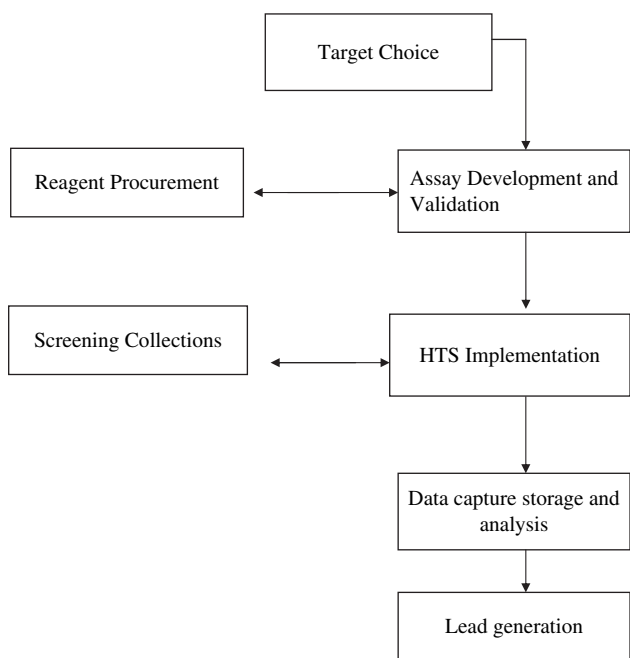 Target Choice
Reagent Procurement
Assay Development and
Validation
Screening Collections
HTS Implementation
Data capture storage and
analysis
Lead generation